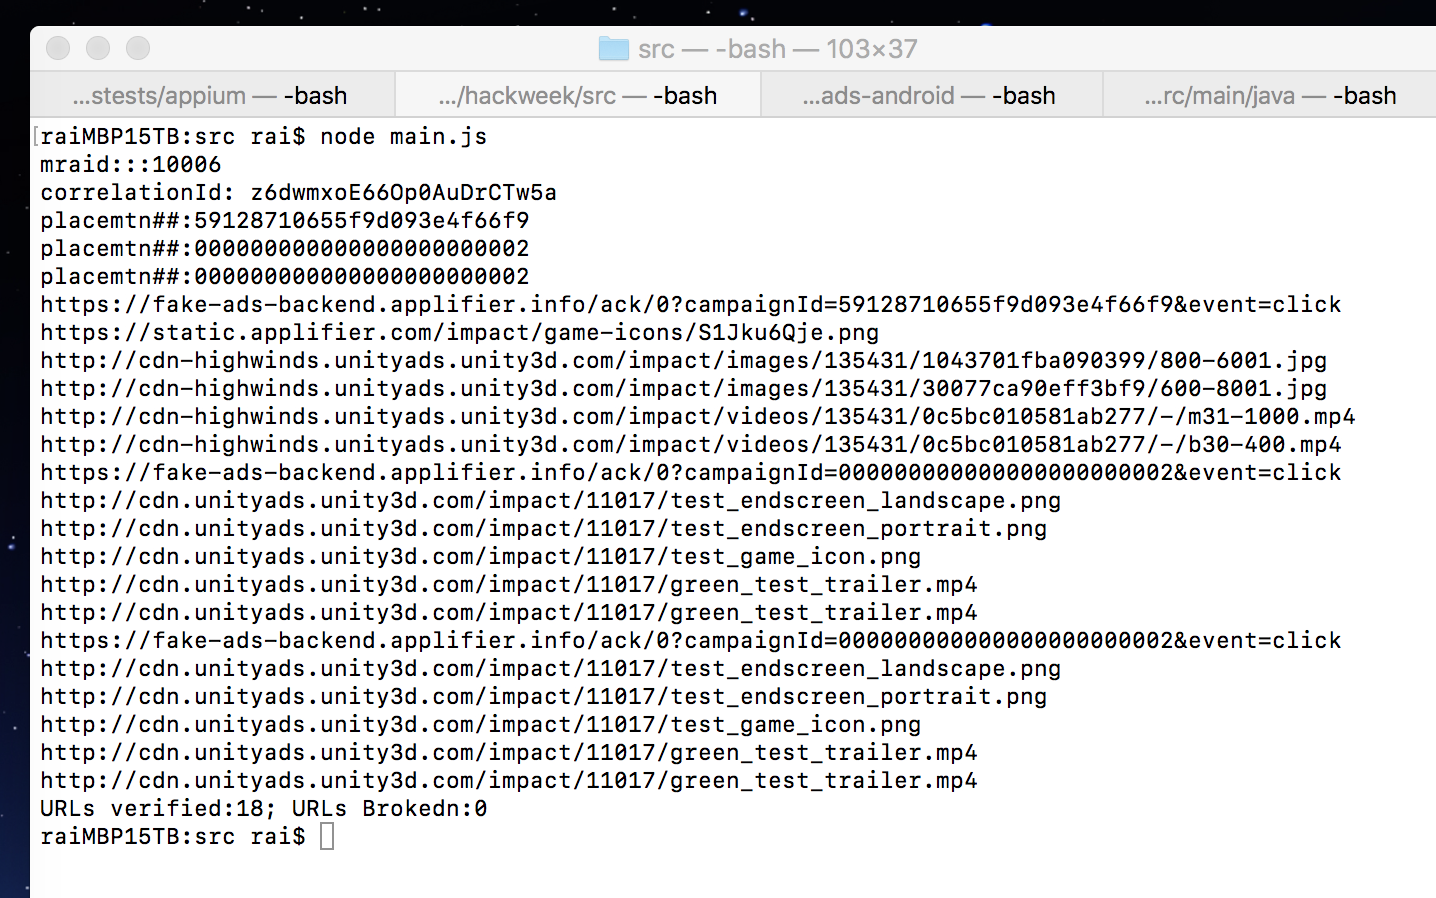 src — -bash — 103×37
...stests/appium — -bash
.../hackweek/src — -bash
...ads-android — -bash
...rc/main/java — -bash
[raiMBP15TB:src rai$ node main.js
mraid:::10006
correlationId: z6dwmxoE66Op0AuDrCTw5a
placemtn##:59128710655f9d093e4f66f9
placemtn##:000000000000000000000002
placemtn##:000000000000000000000002
https://fake-ads-backend.applifier.info/ack/0?campaignId=59128710655f9d093e4f66f9&event=click
https://static.applifier.com/impact/game-icons/S1Jku6Qje.png
http://cdn-highwinds.unityads.unity3d.com/impact/images/135431/1043701fba090399/800-6001.jpg
http://cdn-highwinds.unityads.unity3d.com/impact/images/135431/30077ca90eff3bf9/600-8001.jpg
http://cdn-highwinds.unityads.unity3d.com/impact/videos/135431/0c5bc010581ab277/-/m31-1000.mp4
http://cdn-highwinds.unityads.unity3d.com/impact/videos/135431/0c5bc010581ab277/-/b30-400.mp4
https://fake-ads-backend.applifier.info/ack/0?campaignId=000000000000000000000002&event=click
http://cdn.unityads.unity3d.com/impact/11017/test_endscreen_landscape.png
http://cdn.unityads.unity3d.com/impact/11017/test_endscreen_portrait.png
http://cdn.unityads.unity3d.com/impact/11017/test_game_icon.png
http://cdn.unityads.unity3d.com/impact/11017/green_test_trailer.mp4
http://cdn.unityads.unity3d.com/impact/11017/green_test_trailer.mp4
https://fake-ads-backend.applifier.info/ack/0?campaignId=000000000000000000000002&event=click
http://cdn.unityads.unity3d.com/impact/11017/test_endscreen_landscape.png
http://cdn.unityads.unity3d.com/impact/11017/test_endscreen_portrait.png
http://cdn.unityads.unity3d.com/impact/11017/test_game_icon.png
http://cdn.unityads.unity3d.com/impact/11017/green_test_trailer.mp4
http://cdn.unityads.unity3d.com/impact/11017/green_test_trailer.mp4
URLs verified:18; URLs Brokedn:0
raiMBP15TB:src rai$